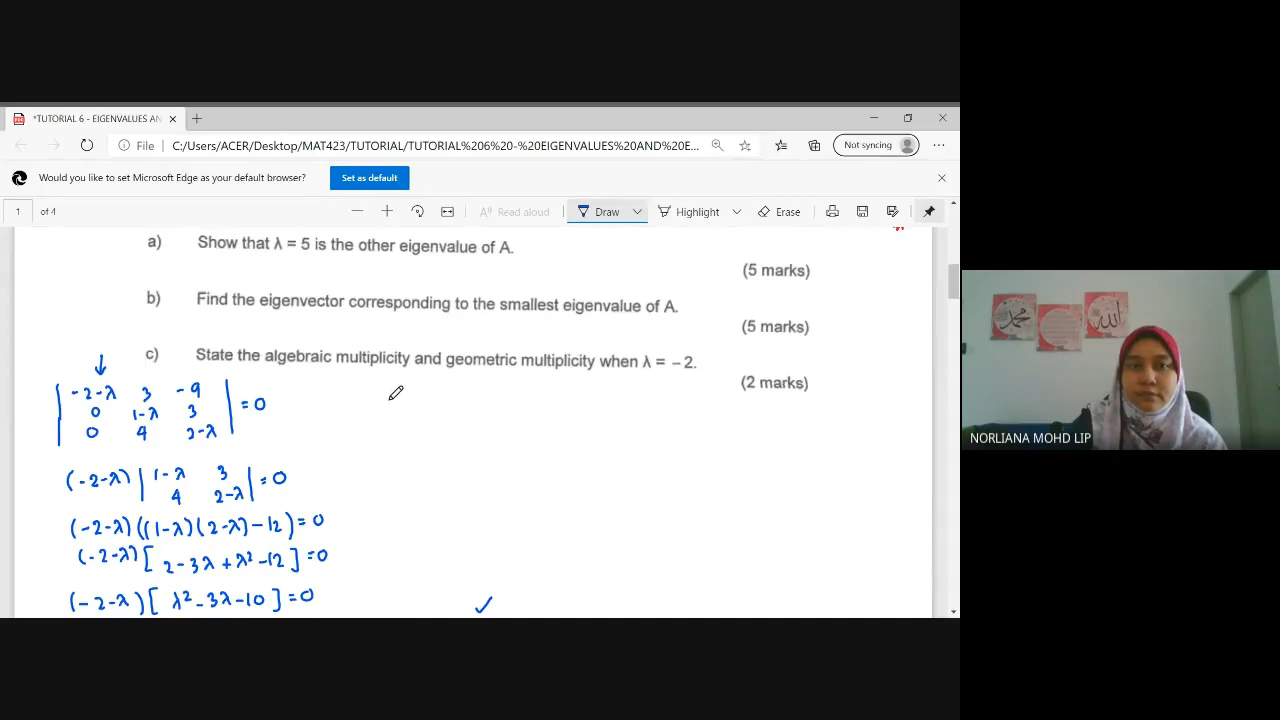 *TUTORIAL 6 - EIGENVALUES AN
File
C:/Users/ACER/Desktop/MAT423/TUTORIAL/TUTORIAL%206%20-%20EIGENVALUES%20AND%20E...
Not syncing
Would you like to set Microsoft Edge as your default browser?
Set as default
1 of 4
Read aloud
Draw
Highlight
Erase
a) Show that λ = 5 is the other eigenvalue of A.
(5 marks)
b) Find the eigenvector corresponding to the smallest eigenvalue of A.
(5 marks)
c) State the algebraic multiplicity and geometric multiplicity when λ = −2.
(2 marks)
| -2-λ 3 -9 |
| 0 1-λ 3 | = 0
| 0 4 2-λ |
(-2-λ) | 1-λ 3 | = 0
| 4 2-λ |
(-2-λ)((1-λ)(2-λ)-12) = 0
(-2-λ)[2-3λ+λ²-12] = 0
(-2-λ)[λ²-3λ-10] = 0
NORLIANA MOHD LIP